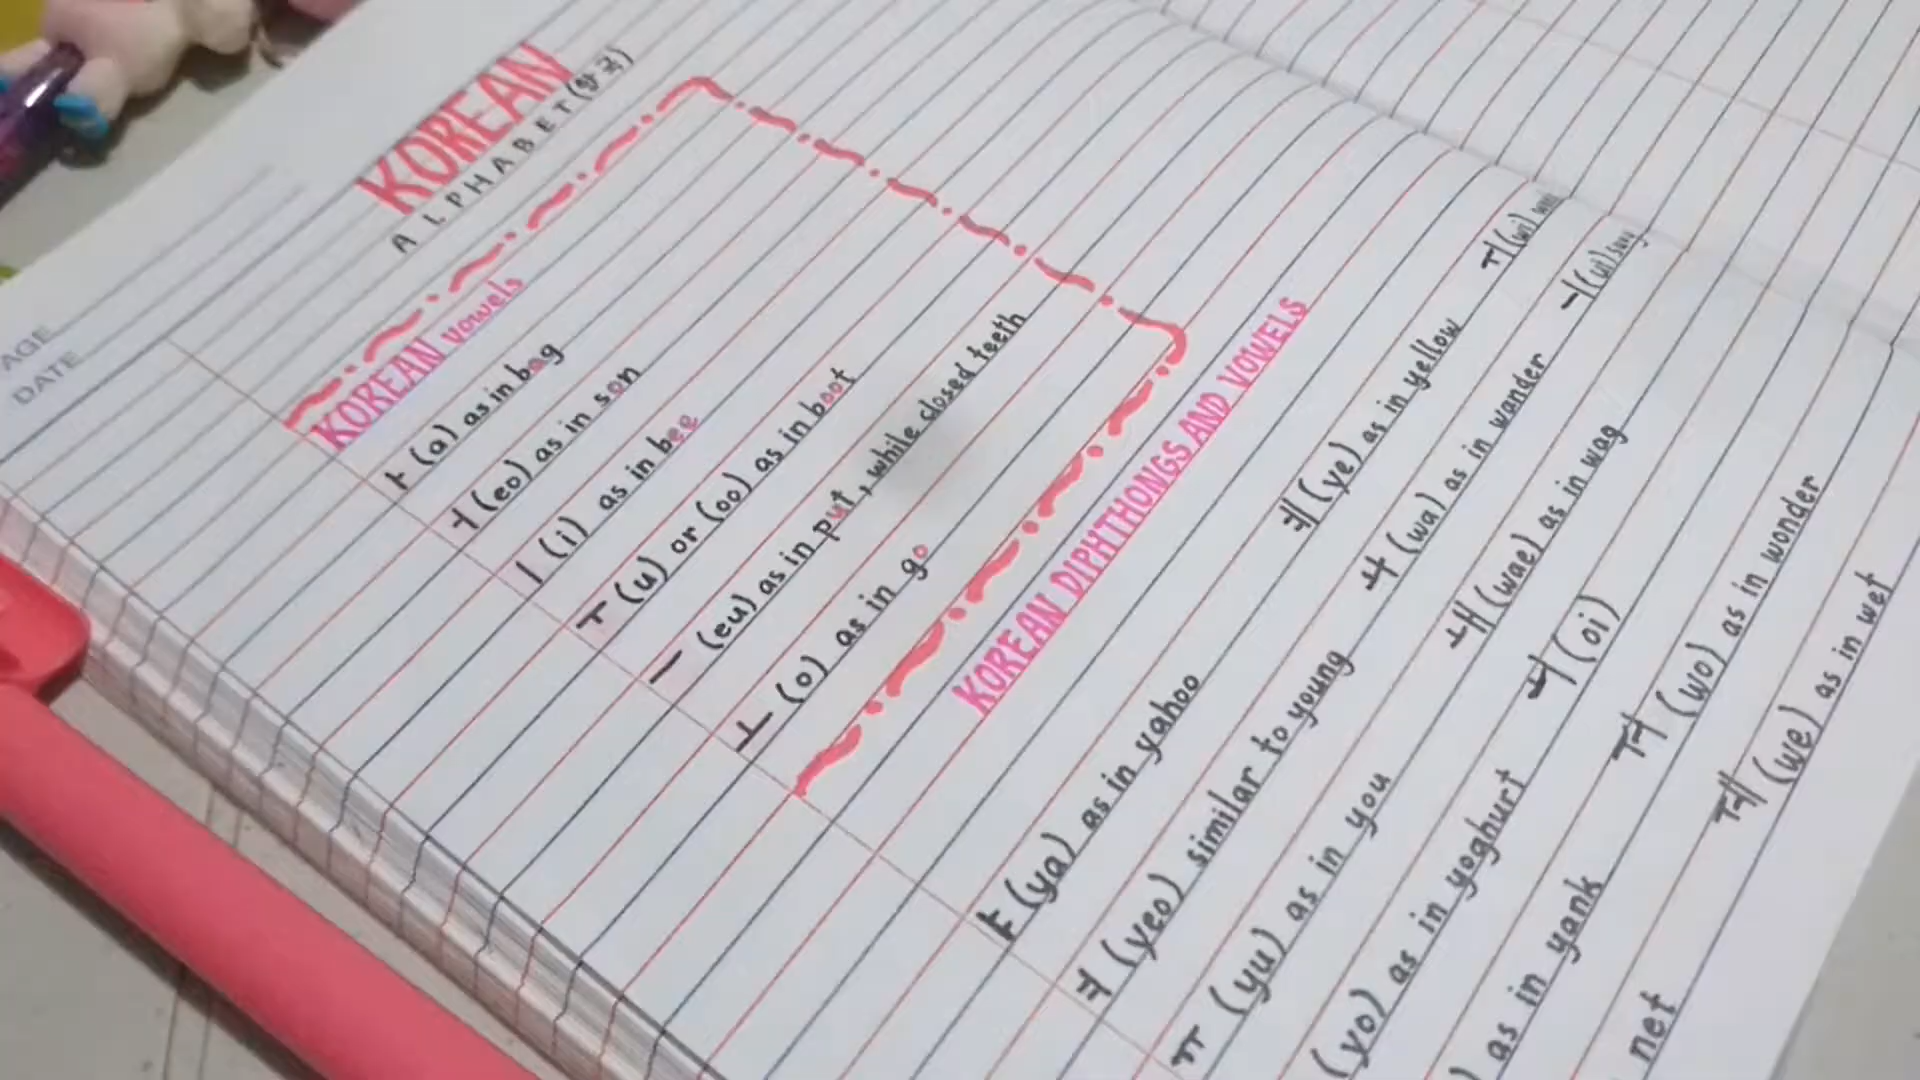 AGE
DATE
KOREAN
ALPHABET (한국)
KOREAN vowels
ㅏ (a) as in bag
ㅓ (eo) as in son
ㅣ (i) as in bee
ㅜ (u) or (oo) as in boot
ㅡ (eu) as in put, while closed teeth
ㅗ (o) as in go
KOREAN DIPHTHONGS AND VOWELS
ㅑ (ya) as in yahoo
ㅕ (yeo) similar to young
ㅠ (yu) as in you
(yo) as in yoghurt
) as in yank
net
ㅖ (ye) as in yellow
ㅘ (wa) as in wander
ㅙ (wae) as in wag
ㅚ (oi)
ㅝ (wo) as in wonder
ㅞ (we) as in wet
ㅟ (wi)
ㅢ (ui)